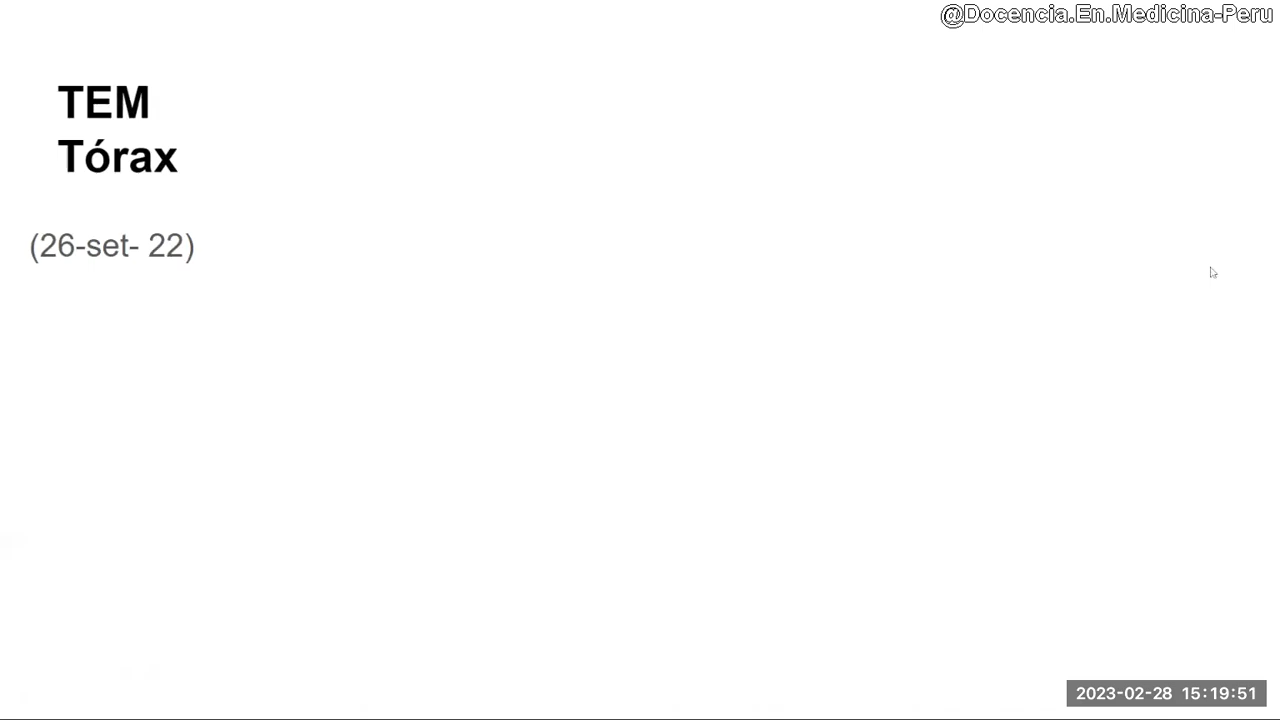 @Docencia.En.Medicina-Peru
TEM
Tórax
(26-set- 22)
2023-02-28 15:19:51